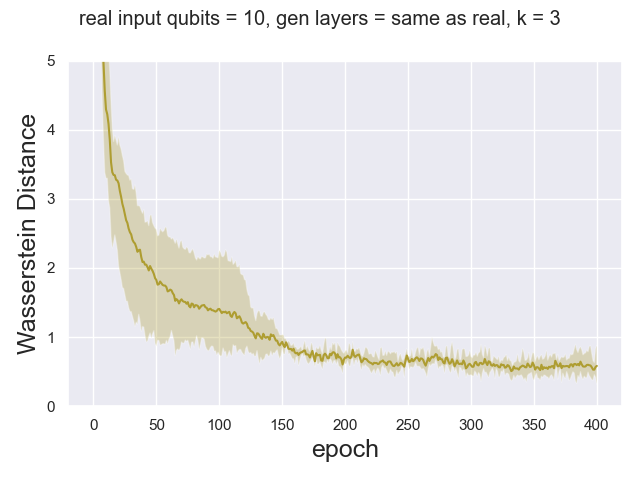 real input qubits = 10, gen layers = same as real, k = 3
5
4
3
2
1
0
Wasserstein Distance
0 50 100 150 200 250 300 350 400
epoch